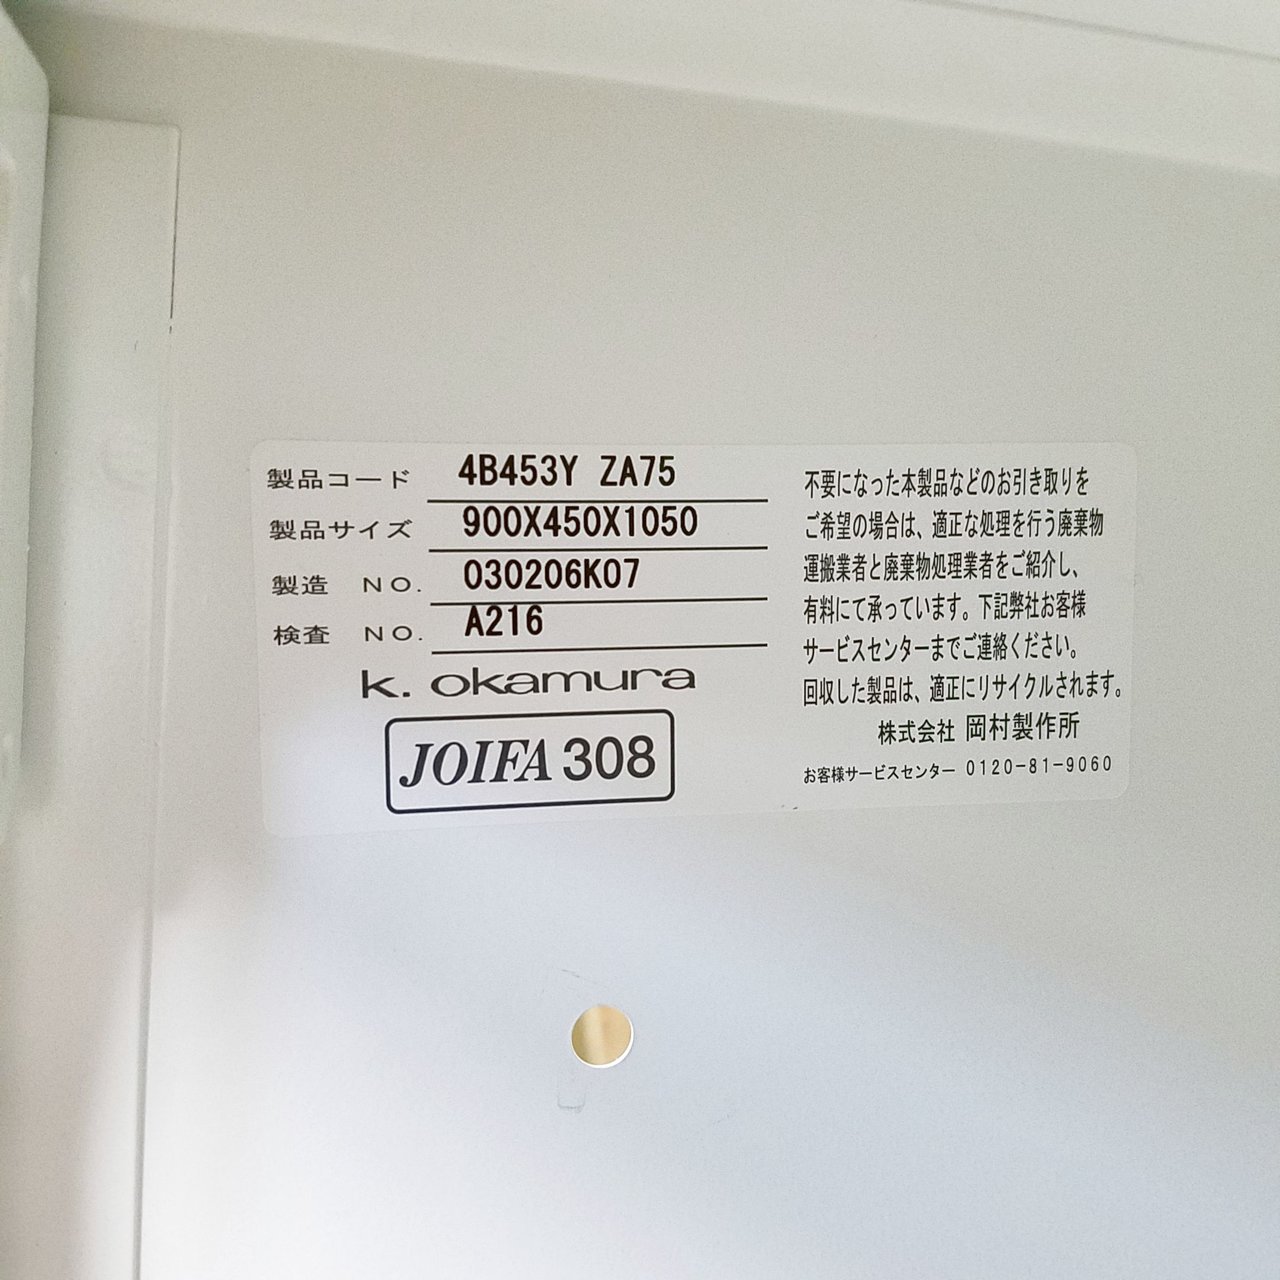 製品コード 4B453Y ZA75
製品サイズ 900X450X1050
製造 NO. 030206K07
検査 NO. A216
k. okamura
JOIFA 308
不要になった本製品などのお引き取りを
ご希望の場合は、適正な処理を行う廃棄物
運搬業者と廃棄物処理業者をご紹介し、
有料にて承っています。下記弊社お客様
サービスセンターまでご連絡ください。
回収した製品は、適正にリサイクルされます。
株式会社 岡村製作所
お客様サービスセンター 0120-81-9060